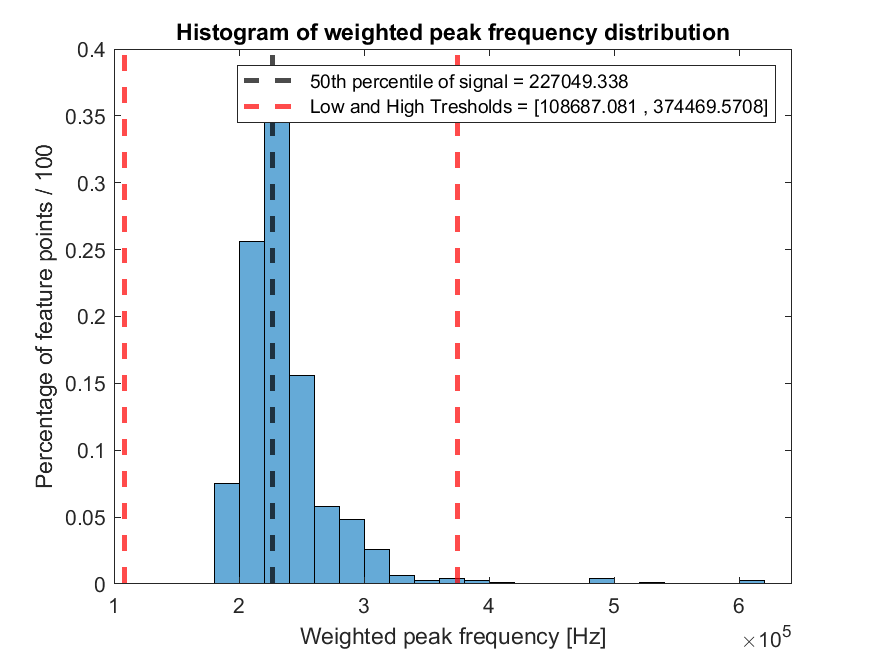 Histogram of weighted peak frequency distribution
50th percentile of signal = 227049.338
Low and High Tresholds = [108687.081 , 374469.5708]
Percentage of feature points / 100
0.4
0.35
0.3
0.25
0.2
0.15
0.1
0.05
0
1 2 3 4 5 6
×10⁵
Weighted peak frequency [Hz]